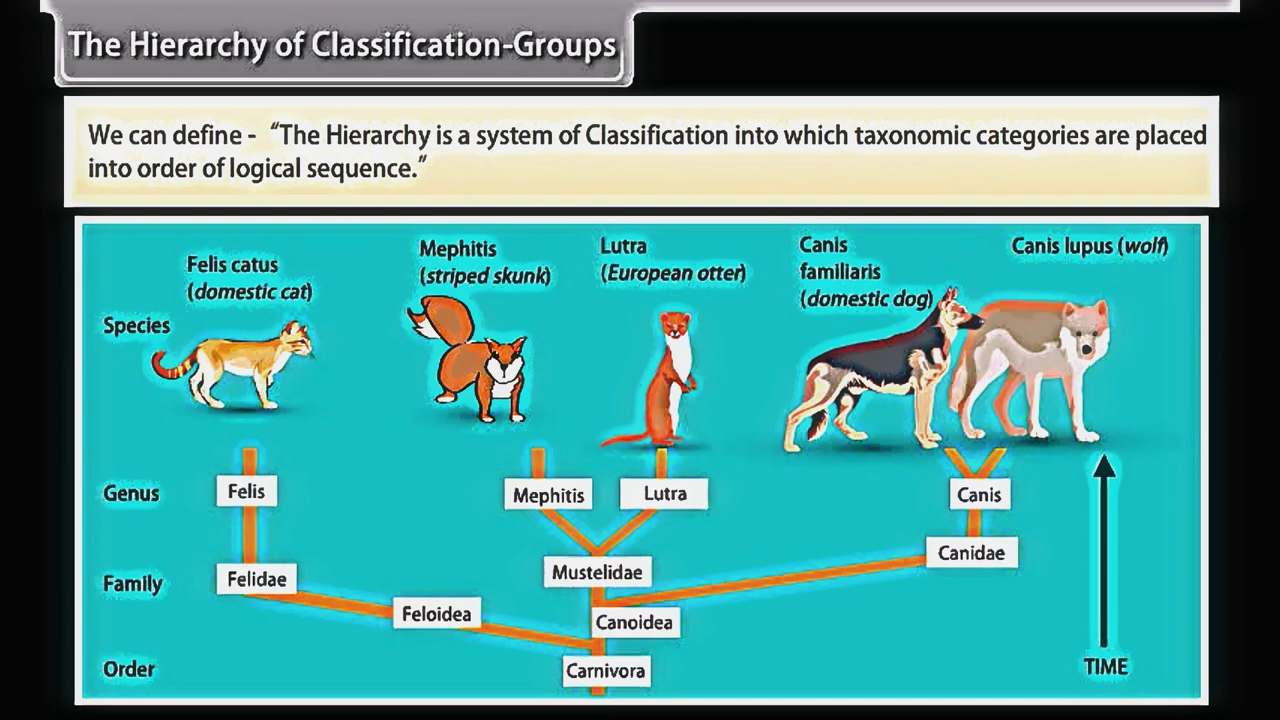 The Hierarchy of Classification-Groups
We can define - “The Hierarchy is a system of Classification into which taxonomic categories are placed
into order of logical sequence.”
Felis catus
(domestic cat)
Mephitis
(striped skunk)
Lutra
(European otter)
Canis
familiaris
(domestic dog)
Canis lupus (wolf)
Species
Genus
Felis
Mephitis
Lutra
Canis
Family
Felidae
Mustelidae
Canidae
Feloidea
Canoidea
Order
Carnivora
TIME